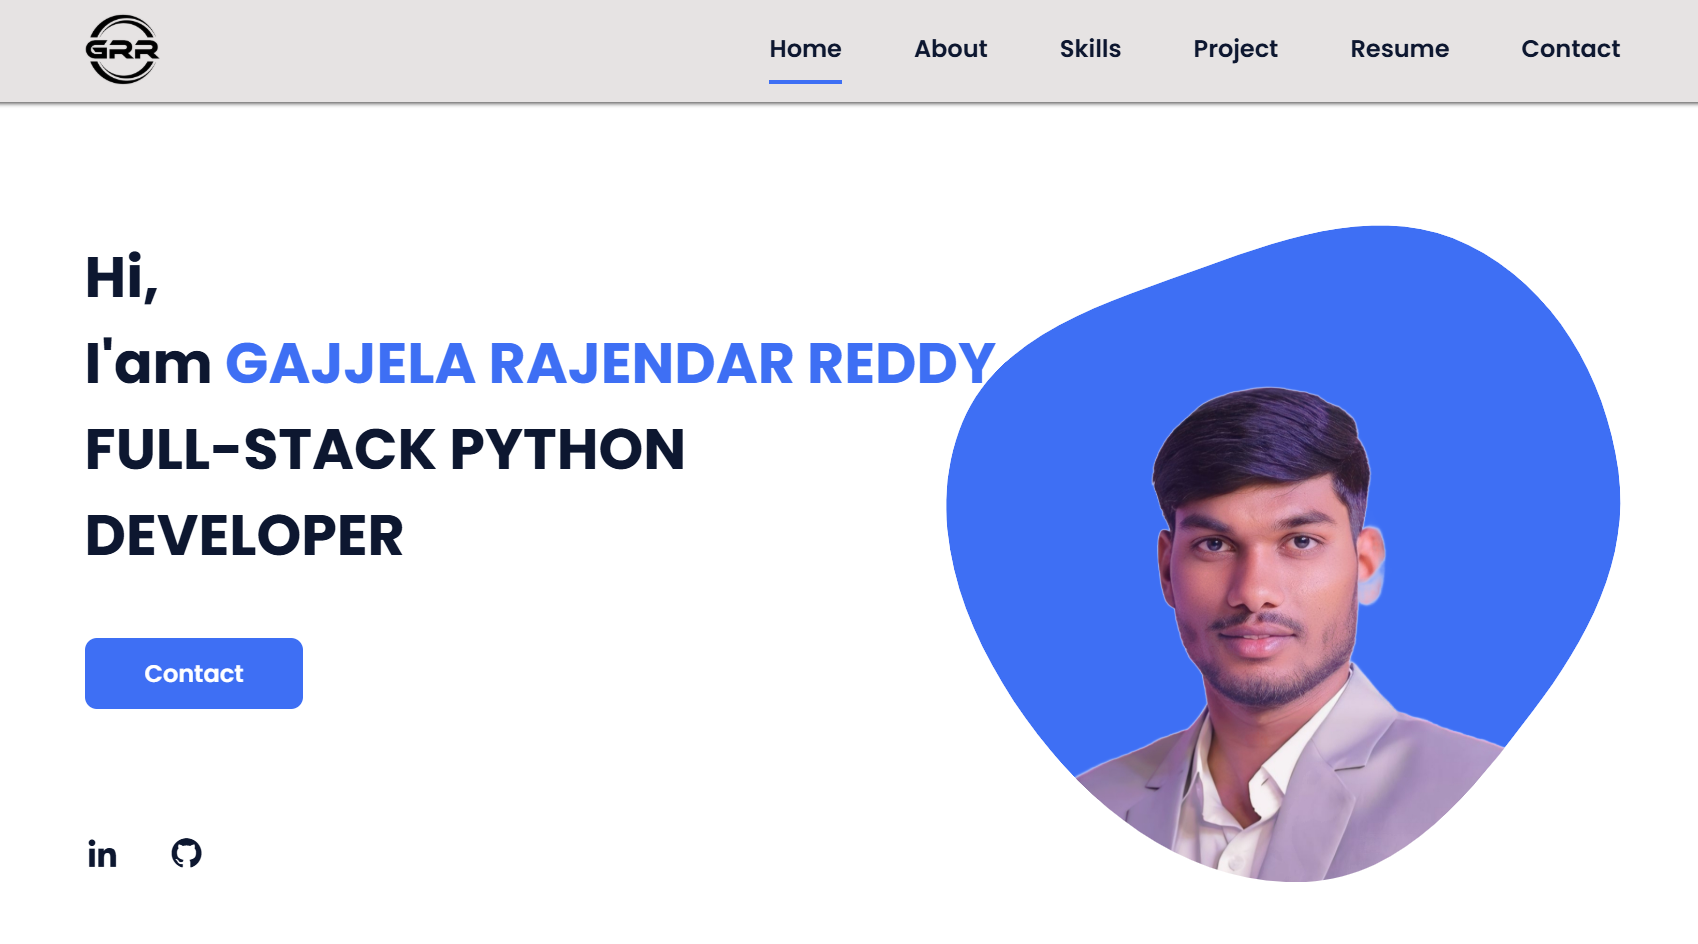 GRR
Home About Skills Project Resume Contact
Hi,
I'am GAJJELA RAJENDAR REDDY
FULL-STACK PYTHON
DEVELOPER
Contact
in